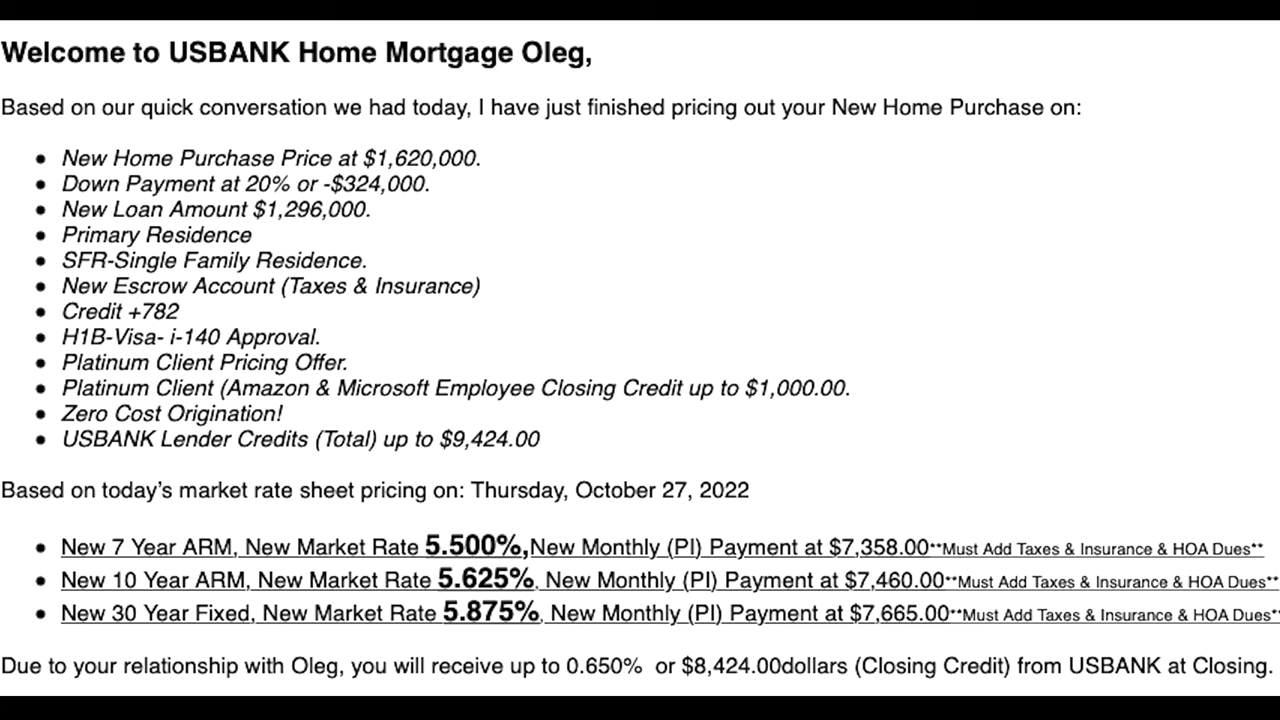 Welcome to USBANK Home Mortgage Oleg,
Based on our quick conversation we had today, I have just finished pricing out your New Home Purchase on:
• New Home Purchase Price at $1,620,000.
• Down Payment at 20% or -$324,000.
• New Loan Amount $1,296,000.
• Primary Residence
• SFR-Single Family Residence.
• New Escrow Account (Taxes & Insurance)
• Credit +782
• H1B-Visa- i-140 Approval.
• Platinum Client Pricing Offer.
• Platinum Client (Amazon & Microsoft Employee Closing Credit up to $1,000.00.
• Zero Cost Origination!
• USBANK Lender Credits (Total) up to $9,424.00
Based on today's market rate sheet pricing on: Thursday, October 27, 2022
• New 7 Year ARM, New Market Rate 5.500%,New Monthly (PI) Payment at $7,358.00**Must Add Taxes & Insurance & HOA Dues**
• New 10 Year ARM, New Market Rate 5.625%, New Monthly (PI) Payment at $7,460.00**Must Add Taxes & Insurance & HOA Dues**
• New 30 Year Fixed, New Market Rate 5.875%, New Monthly (PI) Payment at $7,665.00**Must Add Taxes & Insurance & HOA Dues*
Due to your relationship with Oleg, you will receive up to 0.650%  or $8,424.00dollars (Closing Credit) from USBANK at Closing.